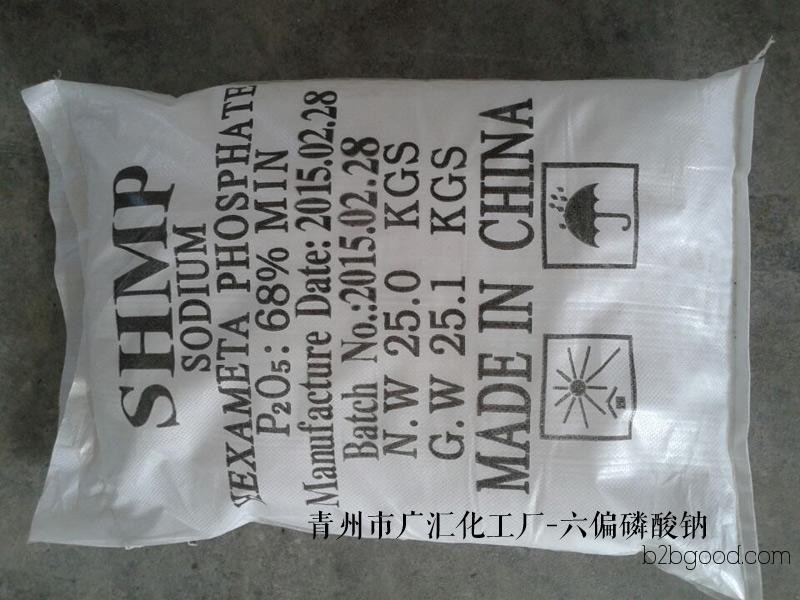 SHMP
SODIUM
HEXAMETA PHOSPHATE
P₂O₅: 68% MIN
Manufacture Date: 2015.02.28
Batch No.:2015.02.28
N.W 25.0 KGS
G.W 25.1 KGS
MADE IN CHINA
青州市广汇化工厂-六偏磷酸钠
b2bgood.com